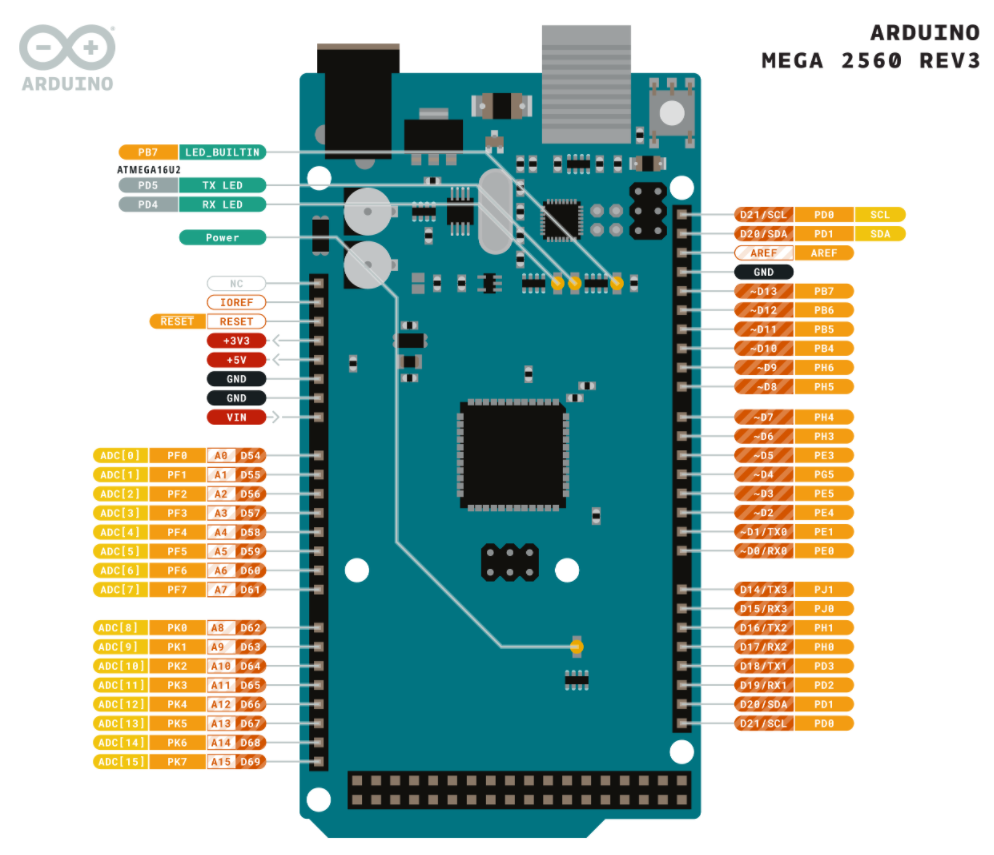 ARDUINO
ARDUINO
MEGA 2560 REV3
PB7 LED_BUILTIN
ATMEGA16U2
PD5 TX LED
PD4 RX LED
Power
NC
IOREF
RESET RESET
+3V3
+5V
GND
GND
VIN
ADC[0] PF0 A0 D54
ADC[1] PF1 A1 D55
ADC[2] PF2 A2 D56
ADC[3] PF3 A3 D57
ADC[4] PF4 A4 D58
ADC[5] PF5 A5 D59
ADC[6] PF6 A6 D60
ADC[7] PF7 A7 D61
ADC[8] PK0 A8 D62
ADC[9] PK1 A9 D63
ADC[10] PK2 A10 D64
ADC[11] PK3 A11 D65
ADC[12] PK4 A12 D66
ADC[13] PK5 A13 D67
ADC[14] PK6 A14 D68
ADC[15] PK7 A15 D69
D21/SCL PD0 SCL
D20/SDA PD1 SDA
AREF AREF
GND
~D13 PB7
~D12 PB6
~D11 PB5
~D10 PB4
~D9 PH6
~D8 PH5
~D7 PH4
~D6 PH3
~D5 PE3
~D4 PG5
~D3 PE5
~D2 PE4
~D1/TX0 PE1
~D0/RX0 PE0
D14/TX3 PJ1
D15/RX3 PJ0
D16/TX2 PH1
D17/RX2 PH0
D18/TX1 PD3
D19/RX1 PD2
D20/SDA PD1
D21/SCL PD0